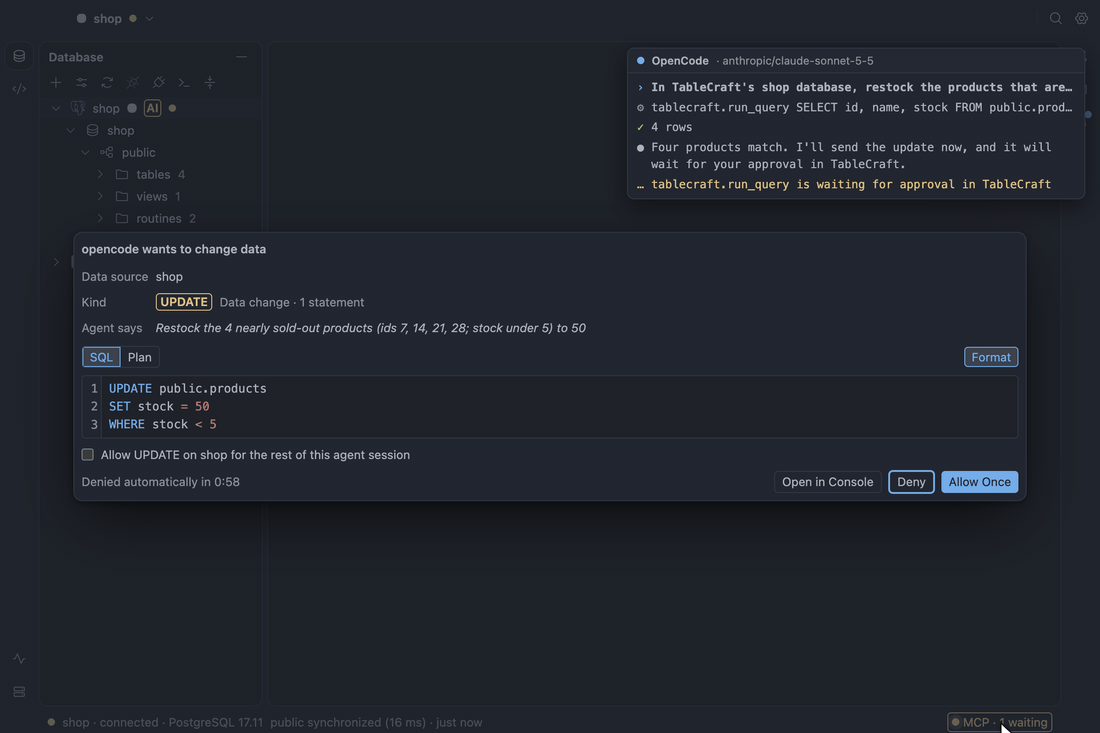 shop
Database
OpenCode · anthropic/claude-sonnet-5-5
› In TableCraft's shop database, restock the products that are…
tablecraft.run_query SELECT id, name, stock FROM public.prod…
✓ 4 rows
● Four products match. I'll send the update now, and it will
wait for your approval in TableCraft.
… tablecraft.run_query is waiting for approval in TableCraft
shop AI
shop
public
tables 4
views 1
routines 2
opencode wants to change data
Data source shop
Kind UPDATE Data change · 1 statement
Agent says Restock the 4 nearly sold-out products (ids 7, 14, 21, 28; stock under 5) to 50
SQL Plan Format
1 UPDATE public.products
2 SET stock = 50
3 WHERE stock < 5
Allow UPDATE on shop for the rest of this agent session
Denied automatically in 0:58 Open in Console Deny Allow Once
shop · connected · PostgreSQL 17.11 public synchronized (16 ms) · just now MCP · 1 waiting